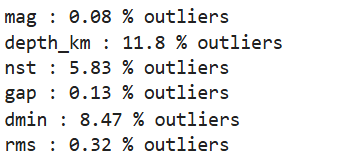 mag : 0.08 % outliers
depth_km : 11.8 % outliers
nst : 5.83 % outliers
gap : 0.13 % outliers
dmin : 8.47 % outliers
rms : 0.32 % outliers